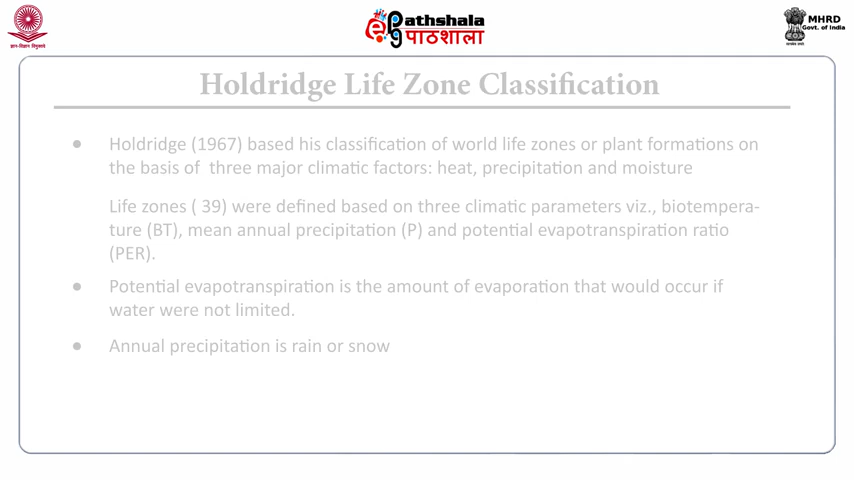 ePathshala
पाठशाला
MHRD
Govt. of India
Holdridge Life Zone Classification
● Holdridge (1967) based his classification of world life zones or plant formations on
the basis of three major climatic factors: heat, precipitation and moisture
Life zones ( 39) were defined based on three climatic parameters viz., biotempera-
ture (BT), mean annual precipitation (P) and potential evapotranspiration ratio
(PER).
● Potential evapotranspiration is the amount of evaporation that would occur if
water were not limited.
● Annual precipitation is rain or snow